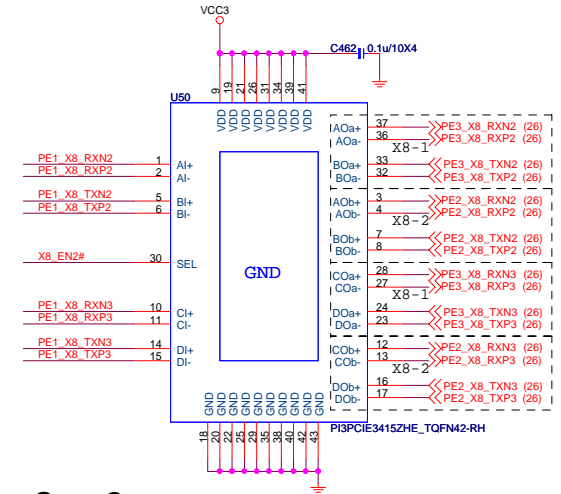 VCC3
C462 0.1u/10X4
U50
9 19 21 26 31 34 39 41
VDD VDD VDD VDD VDD VDD VDD VDD
PE1_X8_RXN2 1 AI+
PE1_X8_RXP2 2 AI-
PE1_X8_TXN2 5 BI+
PE1_X8_TXP2 6 BI-
X8_EN2# 30 SEL
PE1_X8_RXN3 10 CI+
PE1_X8_RXP3 11 CI-
PE1_X8_TXN3 14 DI+
PE1_X8_TXP3 15 DI-
GND
AOa+ 37 PE3_X8_RXN2 (26)
AOa- 36 PE3_X8_RXP2 (26)
X8-1
BOa+ 33 PE3_X8_TXN2 (26)
BOa- 32 PE3_X8_TXP2 (26)
AOb+ 3 PE2_X8_RXN2 (26)
AOb- 4 PE2_X8_RXP2 (26)
X8-2
BOb+ 7 PE2_X8_TXN2 (26)
BOb- 8 PE2_X8_TXP2 (26)
COa+ 28 PE3_X8_RXN3 (26)
COa- 27 PE3_X8_RXP3 (26)
X8-1
DOa+ 24 PE3_X8_TXN3 (26)
DOa- 23 PE3_X8_TXP3 (26)
COb+ 12 PE2_X8_RXN3 (26)
COb- 13 PE2_X8_RXP3 (26)
X8-2
DOb+ 16 PE2_X8_TXN3 (26)
DOb- 17 PE2_X8_TXP3 (26)
GND GND GND GND GND GND GND GND GND GND
18 20 22 25 29 35 38 40 42 43
PI3PCIE3415ZHE_TQFN42-RH